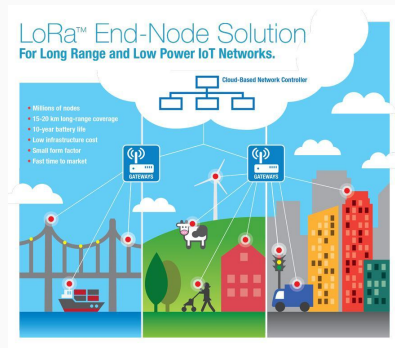 LoRa™ End-Node Solution
For Long Range and Low Power IoT Networks.
Cloud-Based Network Controller
• Millions of nodes
• 15-20 km long-range coverage
• 10-year battery life
• Low infrastructure cost
• Small form factor
• Fast time to market
GATEWAYS
GATEWAYS